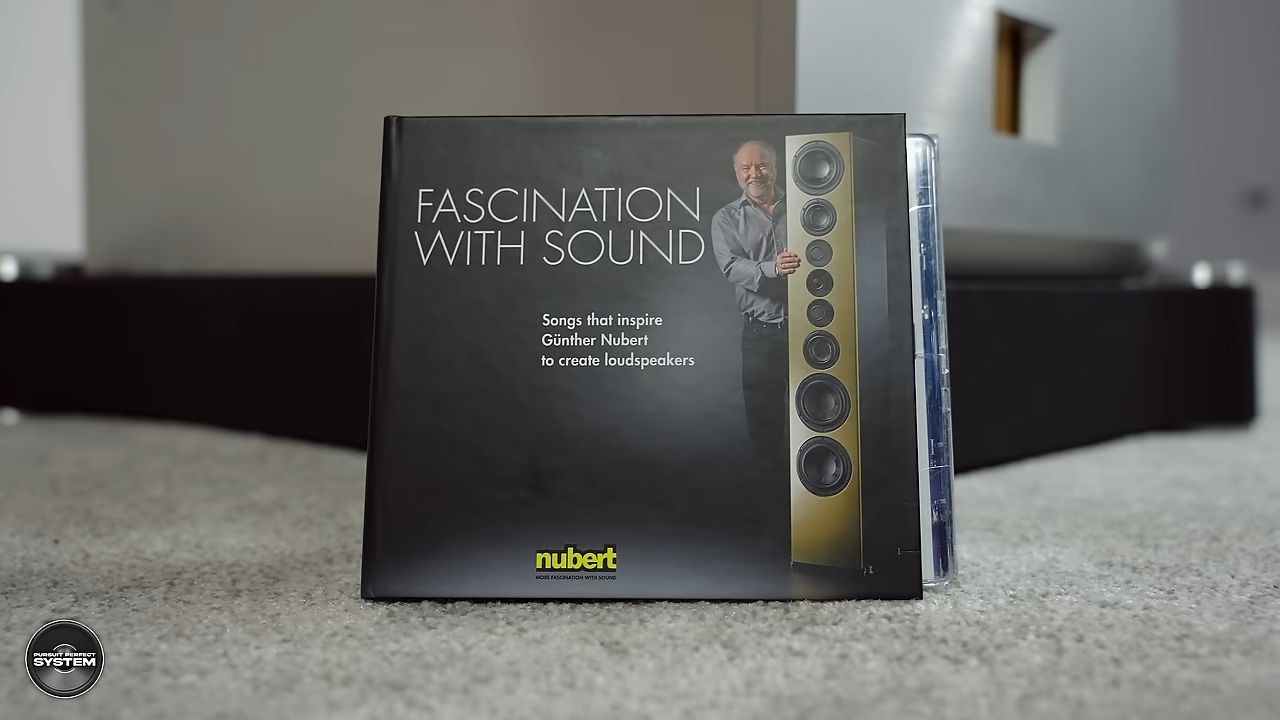 FASCINATION
WITH SOUND
Songs that inspire
Günther Nubert
to create loudspeakers
nubert
MORE FASCINATION WITH SOUND
PURSUIT PERFECT
SYSTEM